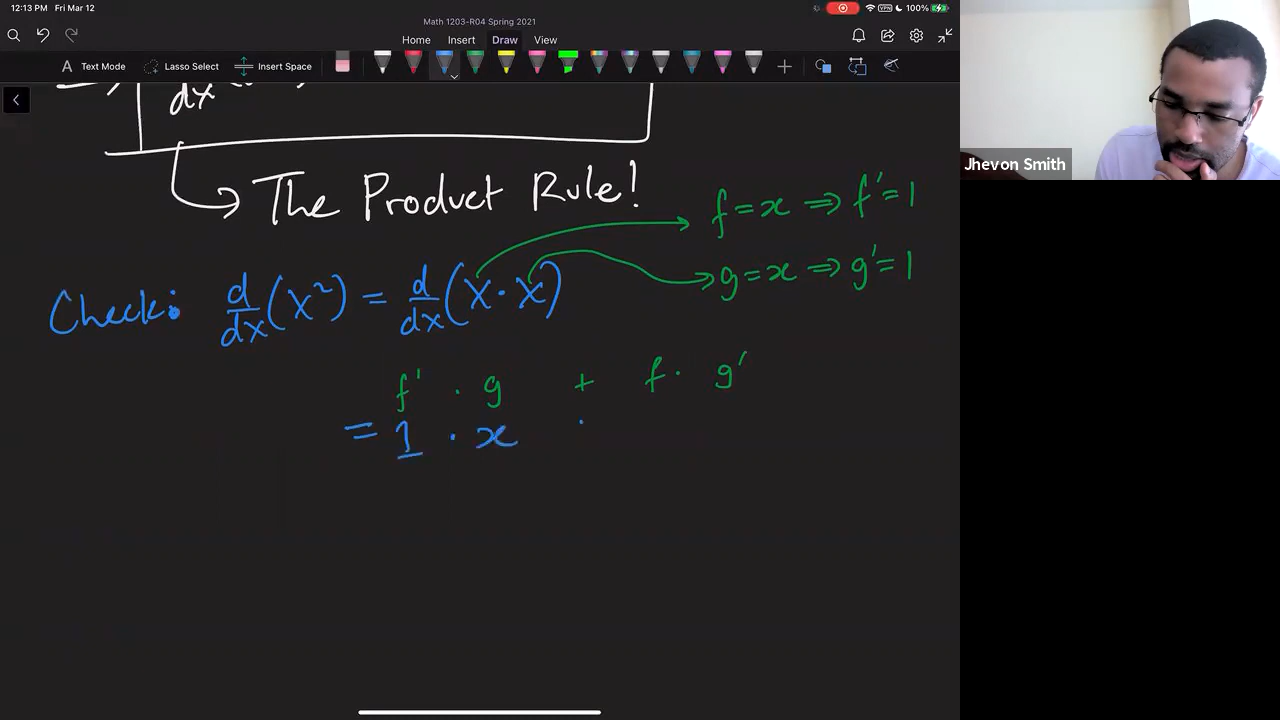 12:13 PM Fri Mar 12
VPN 100%
Math 1203-R04 Spring 2021
Home Insert Draw View
Text Mode Lasso Select Insert Space
Jhevon Smith
dx
The Product Rule!
f = x ⇒ f' = 1
g = x ⇒ g' = 1
Check: d/dx (x²) = d/dx (x · x)
f' · g + f · g'
= 1 · x